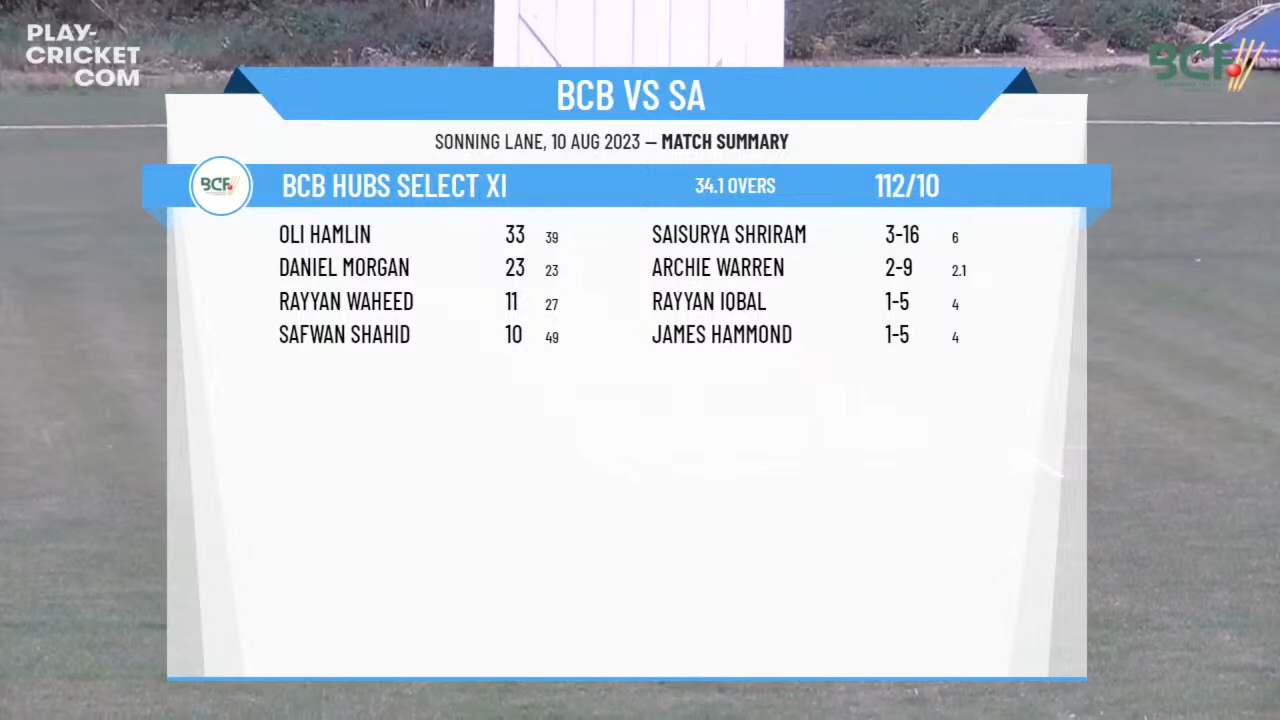 PLAY-
CRICKET
.COM
BCF
BCB VS SA
SONNING LANE, 10 AUG 2023 – MATCH SUMMARY
BCF
BCB HUBS SELECT XI 34.1 OVERS 112/10
OLI HAMLIN 33 39 SAISURYA SHRIRAM 3-16 6
DANIEL MORGAN 23 23 ARCHIE WARREN 2-9 2.1
RAYYAN WAHEED 11 27 RAYYAN IQBAL 1-5 4
SAFWAN SHAHID 10 49 JAMES HAMMOND 1-5 4